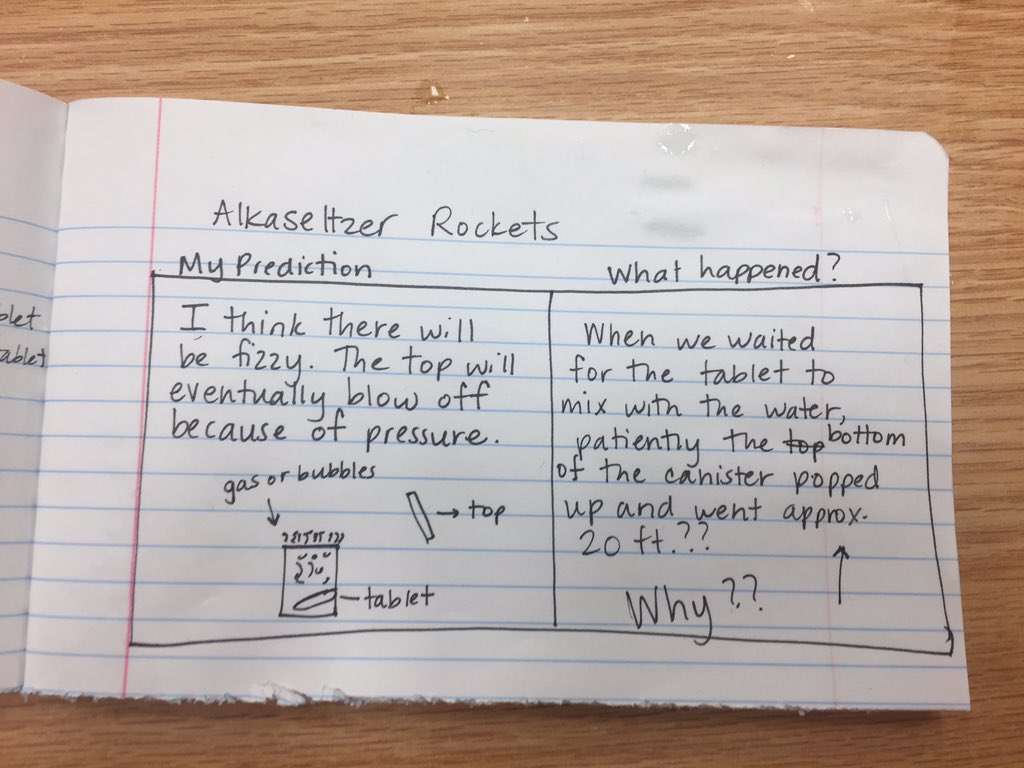 Alkaseltzer Rockets
My Prediction
I think there will
be fizzy. The top will
eventually blow off
because of pressure.
gas or bubbles
top
tablet
What happened?
When we waited
for the tablet to
mix with the water,
patiently the top bottom
of the canister popped
up and went approx.
20 ft.??
Why??
ablet